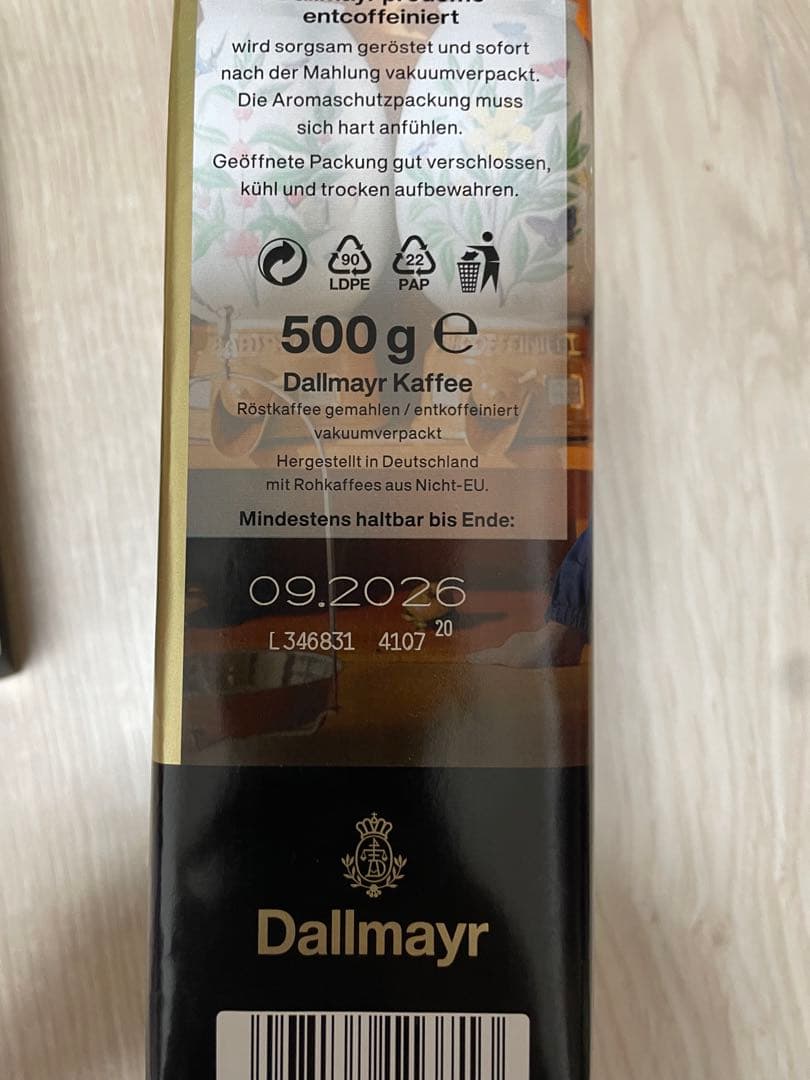 Dallmayr prodomo
entcoffeiniert
wird sorgsam geröstet und sofort
nach der Mahlung vakuumverpackt.
Die Aromaschutzpackung muss
sich hart anfühlen.
Geöffnete Packung gut verschlossen,
kühl und trocken aufbewahren.
90 22
LDPE PAP
500 g ℮
Dallmayr Kaffee
Röstkaffee gemahlen / entkoffeiniert
vakuumverpackt
Hergestellt in Deutschland
mit Rohkaffees aus Nicht-EU.
Mindestens haltbar bis Ende:
09.2026
L 346831 4107 20
Dallmayr